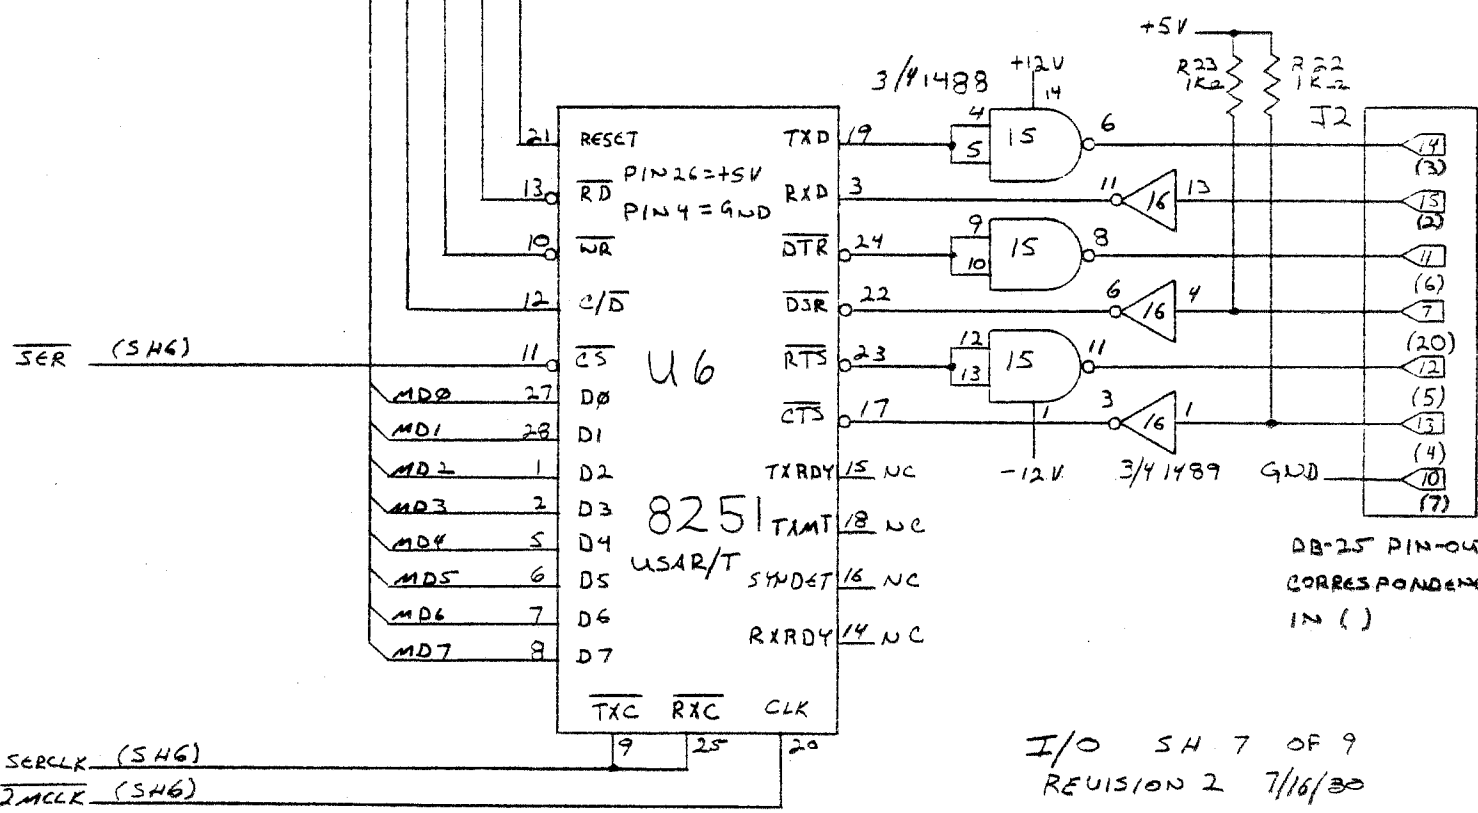 +5V
R23
1K
R22
1K
3/4 1488
+12V
14
J2
21 RESET
TXD 19
4
5
15
6
14
(3)
PIN 26 = +5V
PIN 4 = GND
13 RD
RXD 3
11
16
13
15
(2)
10 WR
DTR 24
9
10
15
8
11
(6)
12 C/D
DSR 22
6
16
4
7
(20)
SER (SH6)
11 CS
U6
RTS 23
12
13
15
11
12
(5)
MD0 27 D0
CTS 17
1
3
16
1
13
(4)
MD1 28 D1
MD2 1 D2
TXRDY 15 NC
-12V
3/4 1489
GND
10
(7)
MD3 2 D3
8251
USAR/T
TXMT 18 NC
MD4 5 D4
MD5 6 D5
SYNDET 16 NC
MD6 7 D6
RXRDY 14 NC
MD7 8 D7
DB-25 PIN-OU
CORRESPONDEN
IN ( )
TXC RXC CLK
9 25 20
SERCLK (SH6)
2MCLK (SH6)
I/O SH 7 OF 9
REVISION 2 7/16/80